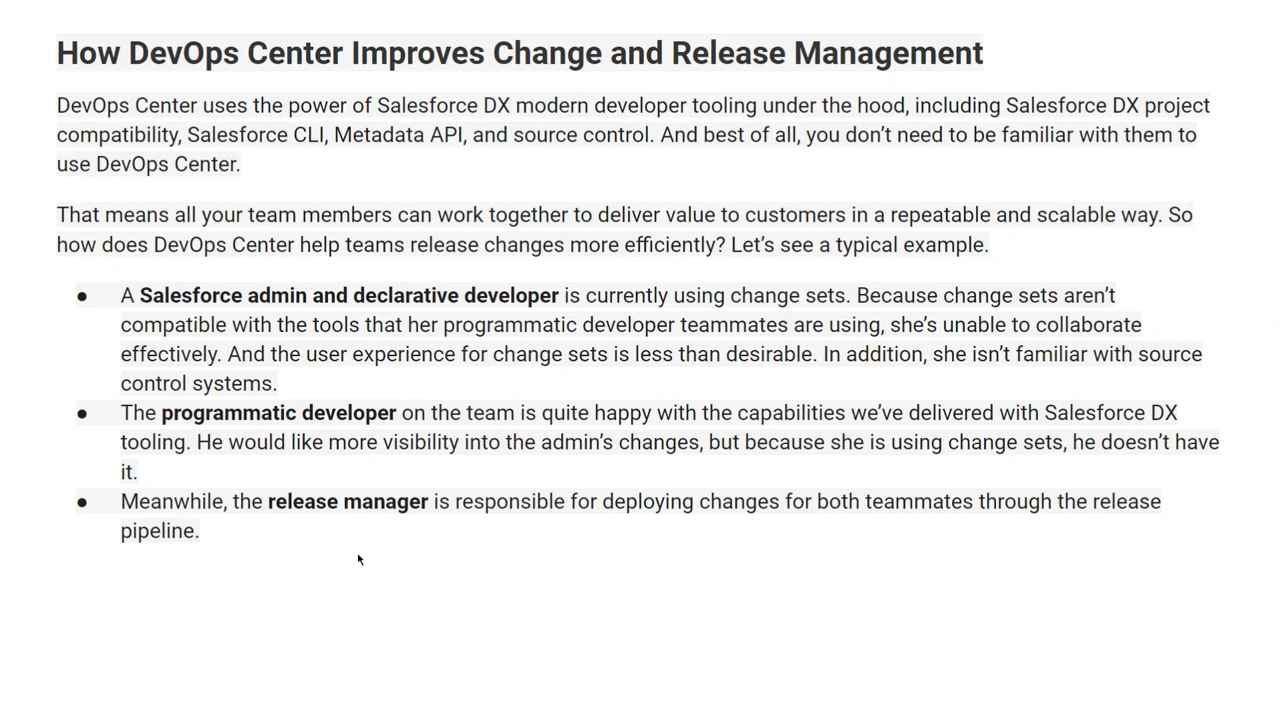 How DevOps Center Improves Change and Release Management
DevOps Center uses the power of Salesforce DX modern developer tooling under the hood, including Salesforce DX project
compatibility, Salesforce CLI, Metadata API, and source control. And best of all, you don’t need to be familiar with them to
use DevOps Center.
That means all your team members can work together to deliver value to customers in a repeatable and scalable way. So
how does DevOps Center help teams release changes more efficiently? Let’s see a typical example.
● A Salesforce admin and declarative developer is currently using change sets. Because change sets aren’t
compatible with the tools that her programmatic developer teammates are using, she’s unable to collaborate
effectively. And the user experience for change sets is less than desirable. In addition, she isn’t familiar with source
control systems.
● The programmatic developer on the team is quite happy with the capabilities we’ve delivered with Salesforce DX
tooling. He would like more visibility into the admin’s changes, but because she is using change sets, he doesn’t have
it.
● Meanwhile, the release manager is responsible for deploying changes for both teammates through the release
pipeline.